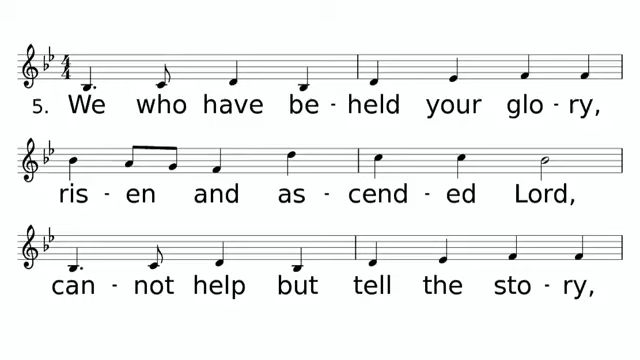 5. We who have be - held your glo - ry,
ris - en and as - cend - ed Lord,
can - not help but tell the sto - ry,